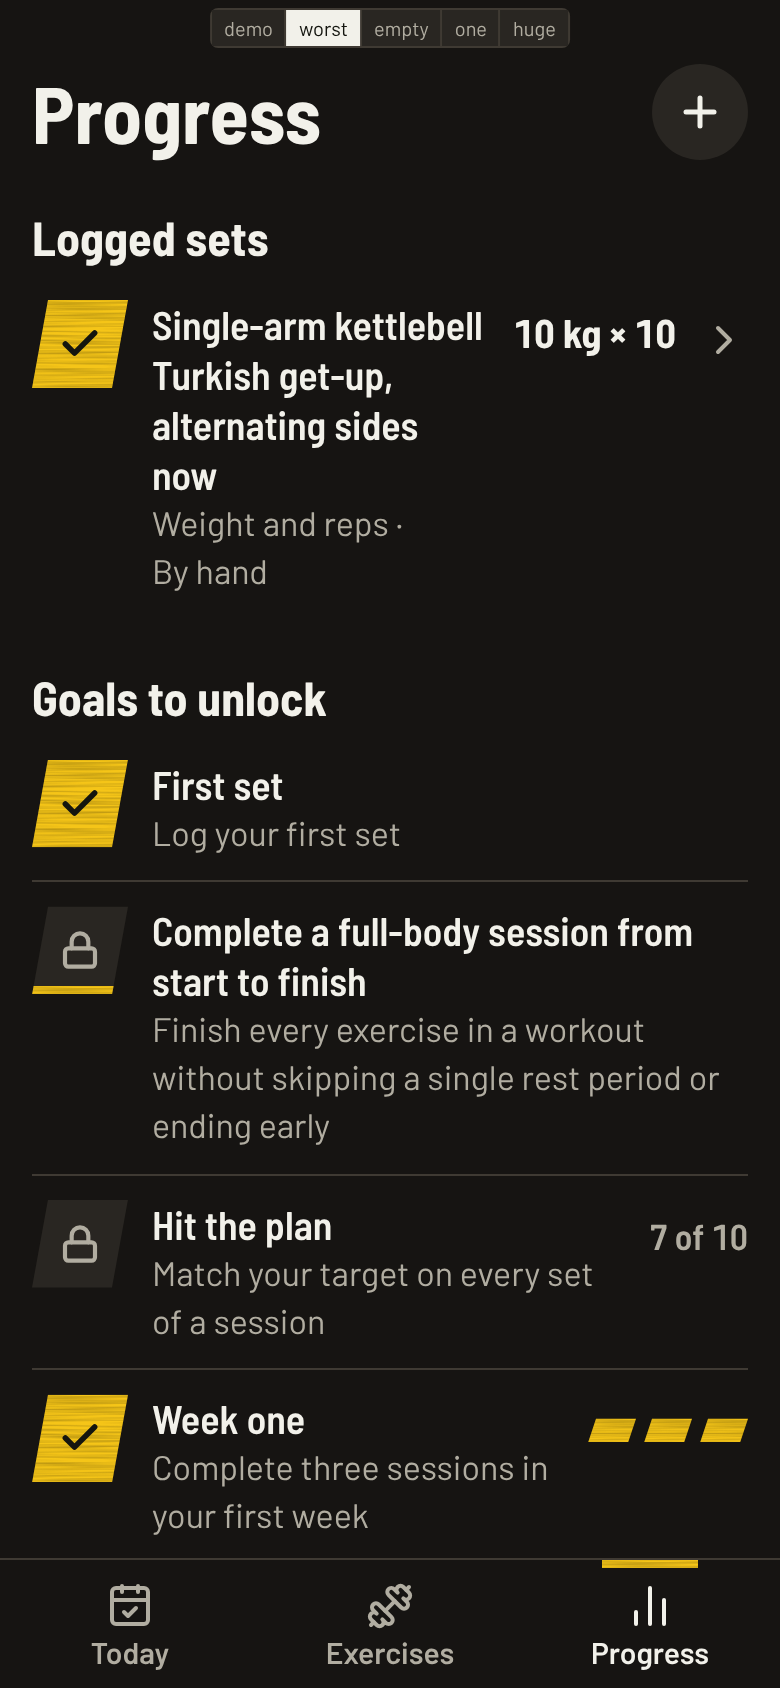 demo worst empty one huge
Progress
Logged sets
Single-arm kettlebell 10 kg × 10
Turkish get-up,
alternating sides
now
Weight and reps ·
By hand
Goals to unlock
First set
Log your first set
Complete a full-body session from
start to finish
Finish every exercise in a workout
without skipping a single rest period or
ending early
Hit the plan 7 of 10
Match your target on every set
of a session
Week one
Complete three sessions in
your first week
Today Exercises Progress